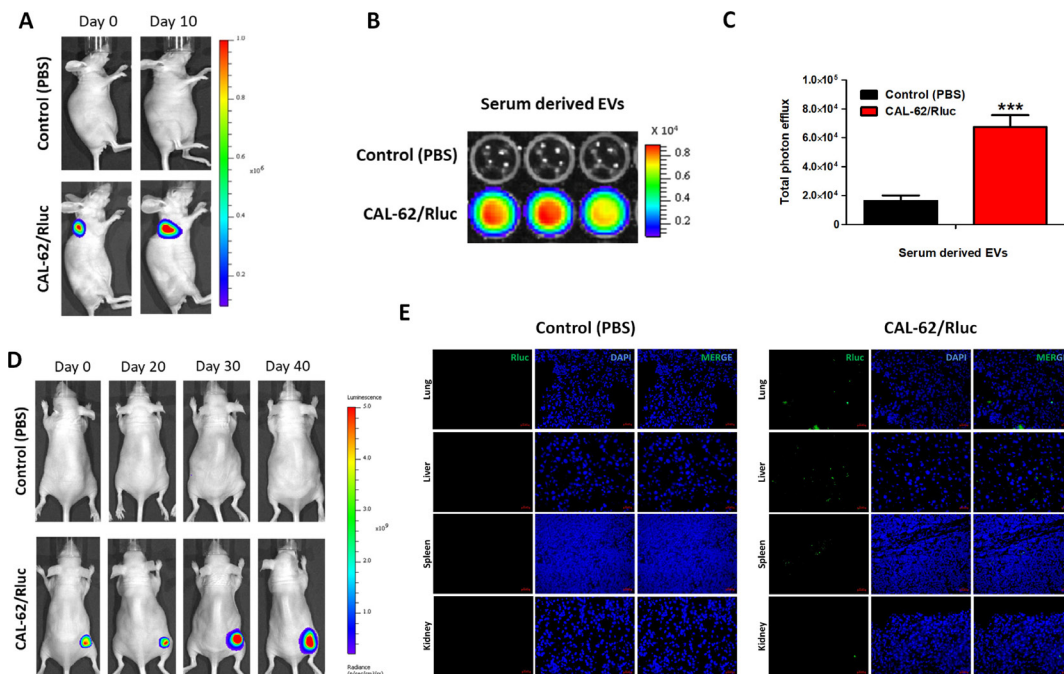 A
Day 0
Day 10
Control (PBS)
CAL-62/Rluc
1.0
0.8
0.6
x10⁶
0.4
0.2
B
Serum derived EVs
Control (PBS)
CAL-62/Rluc
X 10⁴
0.8
0.6
0.4
0.2
C
Total photon efflux
1.0×10⁵
8.0×10⁴
6.0×10⁴
4.0×10⁴
2.0×10⁴
0
Control (PBS)
CAL-62/Rluc
***
Serum derived EVs
D
Day 0
Day 20
Day 30
Day 40
Control (PBS)
CAL-62/Rluc
Luminescence
5.0
4.0
3.0
x10⁹
2.0
1.0
Radiance
E
Control (PBS)
CAL-62/Rluc
Rluc
DAPI
MERGE
Rluc
DAPI
MERGE
Lung
Liver
Spleen
Kidney
Lung
Liver
Spleen
Kidney